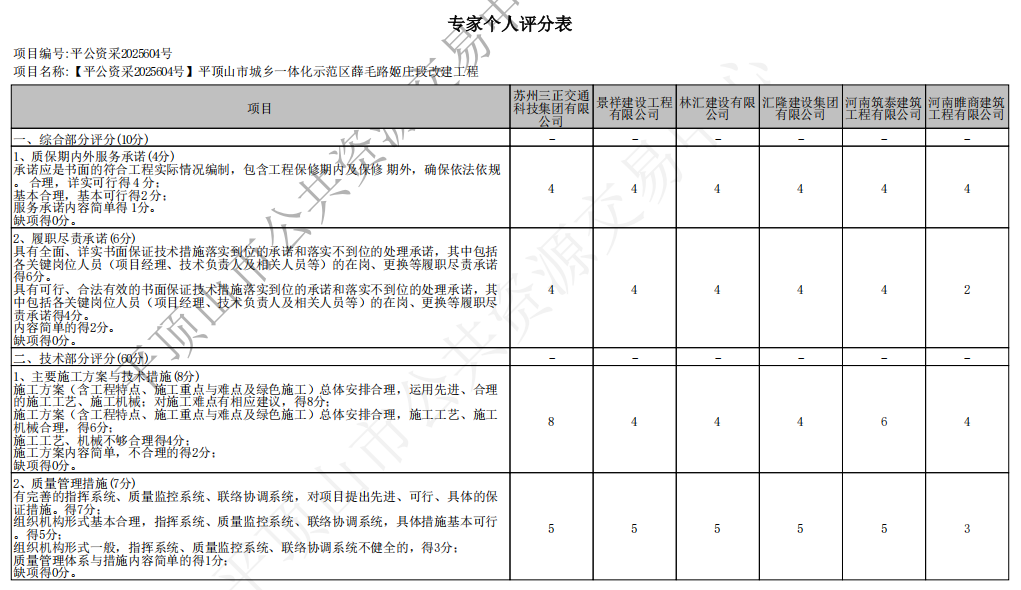 专家个人评分表
项目编号:平公资采2025604号
项目名称:【平公资采2025604号】平顶山市城乡一体化示范区薛毛路姬庄段改建工程
项目
苏州三正交通
科技集团有限
公司
景祥建设工程
有限公司
林汇建设有限
公司
汇隆建设集团
有限公司
河南筑泰建筑
工程有限公司
河南睢商建筑
工程有限公司
一、综合部分评分(10分)
- - - - - -
1、质保期内外服务承诺(4分)
承诺应是书面的符合工程实际情况编制，包含工程保修期内及保修 期外，确保依法依规
。 合理，详实可行得 4 分；
基本合理，基本可行得2 分；
服务承诺内容简单得 1分。
缺项得0分。
4 4 4 4 4 4
2、履职尽责承诺(6分)
具有全面、详实书面保证技术措施落实到位的承诺和落实不到位的处理承诺，其中包括
各关键岗位人员（项目经理、技术负责人及相关人员等）的在岗、更换等履职尽责承诺
得6分。
具有可行、合法有效的书面保证技术措施落实到位的承诺和落实不到位的处理承诺，其
中包括各关键岗位人员（项目经理、技术负责人及相关人员等）的在岗、更换等履职尽
责承诺得4分。
内容简单的得2分。
缺项得0分。
4 4 4 4 4 2
二、技术部分评分(60分)
- - - - - -
1、主要施工方案与技术措施(8分)
施工方案（含工程特点、施工重点与难点及绿色施工）总体安排合理，运用先进、合理
的施工工艺、施工机械；对施工难点有相应建议，得8分；
施工方案（含工程特点、施工重点与难点及绿色施工）总体安排合理，施工工艺、施工
机械合理，得6分；
施工工艺、机械不够合理得4分；
施工方案内容简单，不合理的得2分；
缺项得0分。
8 4 4 4 6 4
2、质量管理措施(7分)
有完善的指挥系统、质量监控系统、联络协调系统，对项目提出先进、可行、具体的保
证措施。得7分；
组织机构形式基本合理，指挥系统、质量监控系统、联络协调系统，具体措施基本可行
。得5分；
组织机构形式一般，指挥系统、质量监控系统、联络协调系统不健全的，得3分；
质量管理体系与措施内容简单的得1分；
缺项得0分。
5 5 5 5 5 3
平顶山市公共资源交易中
平顶山市公共资源交易中心